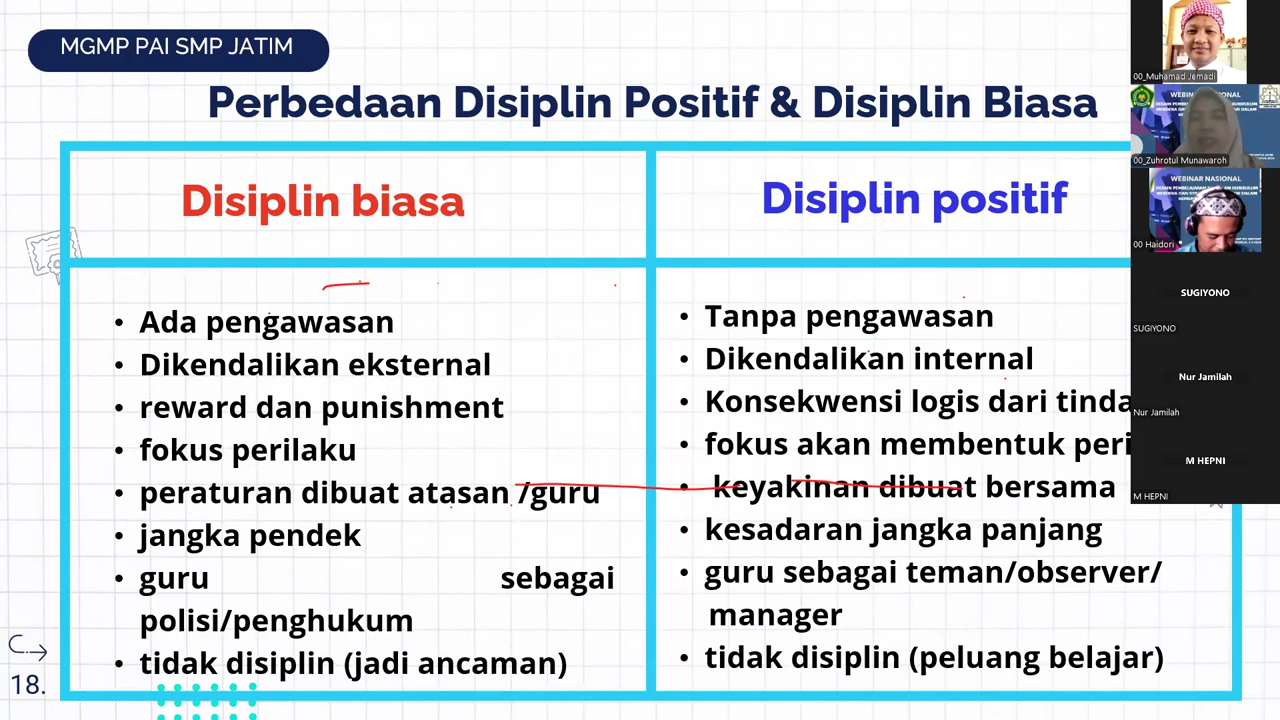 MGMP PAI SMP JATIM
Perbedaan Disiplin Positif & Disiplin Biasa
Disiplin biasa
• Ada pengawasan
• Dikendalikan eksternal
• reward dan punishment
• fokus perilaku
• peraturan dibuat atasan /guru
• jangka pendek
• guru sebagai
polisi/penghukum
• tidak disiplin (jadi ancaman)
Disiplin positif
• Tanpa pengawasan
• Dikendalikan internal
• Konsekwensi logis dari tinda
• fokus akan membentuk peri
• keyakinan dibuat bersama
• kesadaran jangka panjang
• guru sebagai teman/observer/
manager
• tidak disiplin (peluang belajar)
18.
00_Muhamad Jemadi
00_Zuhrotul Munawaroh
WEBINAR NASIONAL
00 Haidori
SUGIYONO
SUGIYONO
Nur Jamilah
Nur Jamilah
M HEPNI
M HEPNI